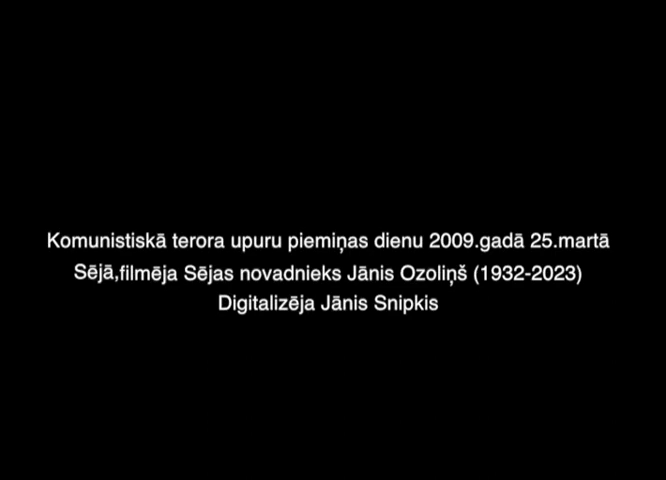 Komunistiskā terora upuru piemiņas dienu 2009.gadā 25.martā
Sējā,filmēja Sējas novadnieks Jānis Ozoliņš (1932-2023)
Digitalizēja Jānis Snipkis